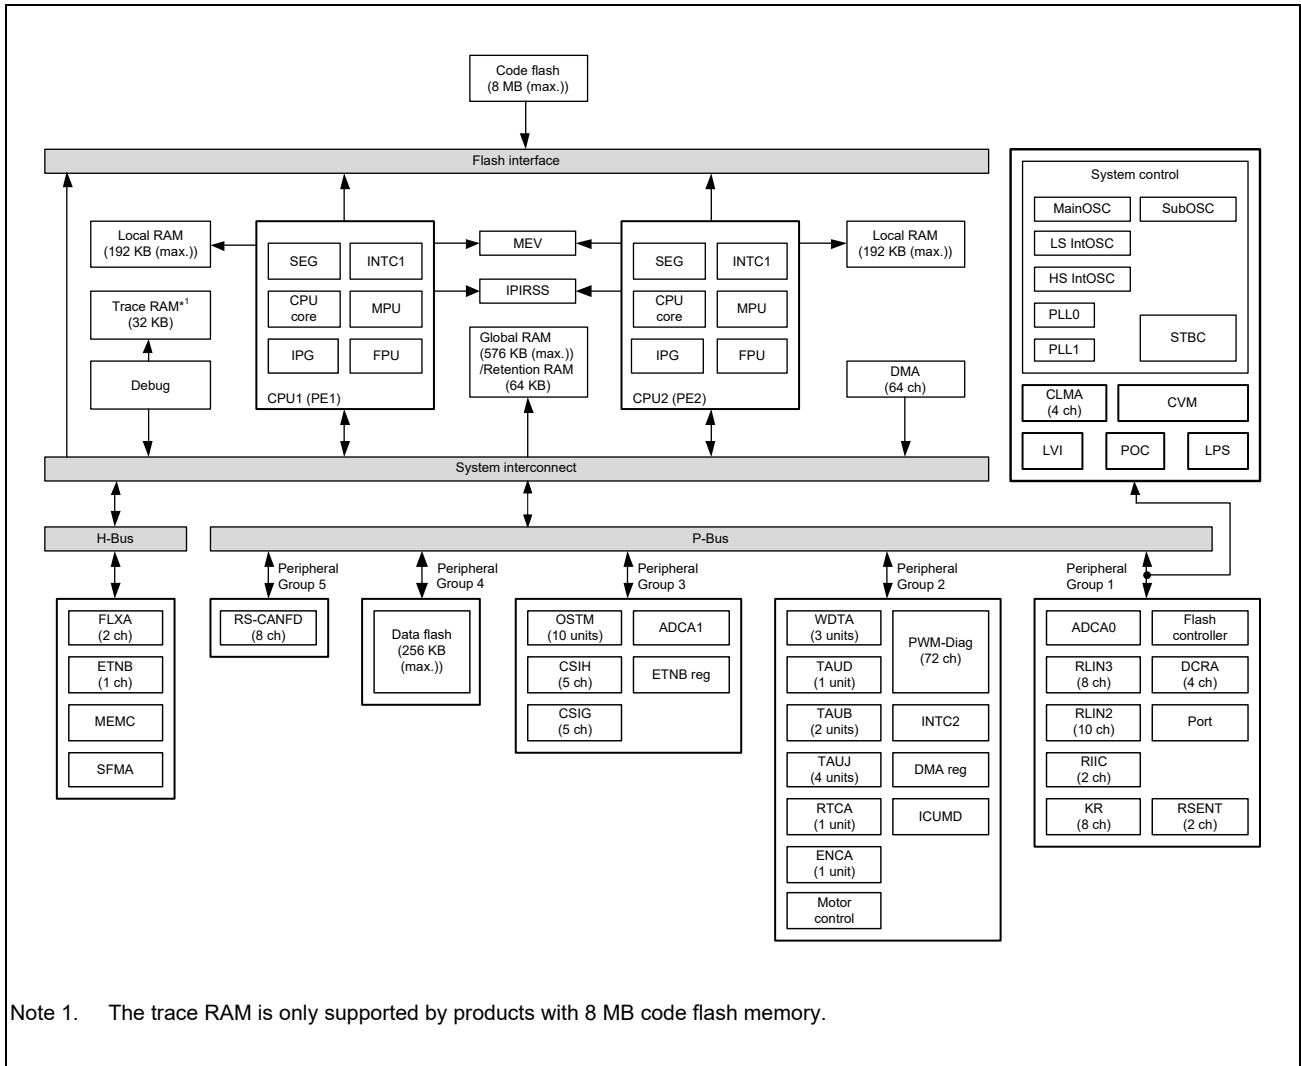 Code flash
(8 MB (max.))
Flash interface
Local RAM
(192 KB (max.))
Trace RAM*1
(32 KB)
Debug
SEG
INTC1
CPU
core
MPU
IPG
FPU
CPU1 (PE1)
MEV
IPIRSS
Global RAM
(576 KB (max.))
/Retention RAM
(64 KB)
SEG
INTC1
CPU
core
MPU
IPG
FPU
CPU2 (PE2)
Local RAM
(192 KB (max.))
DMA
(64 ch)
System control
MainOSC
SubOSC
LS IntOSC
HS IntOSC
PLL0
PLL1
STBC
CLMA
(4 ch)
CVM
LVI
POC
LPS
System interconnect
H-Bus
P-Bus
FLXA
(2 ch)
ETNB
(1 ch)
MEMC
SFMA
Peripheral
Group 5
RS-CANFD
(8 ch)
Peripheral
Group 4
Data flash
(256 KB
(max.))
Peripheral
Group 3
OSTM
(10 units)
ADCA1
CSIH
(5 ch)
ETNB reg
CSIG
(5 ch)
Peripheral
Group 2
WDTA
(3 units)
PWM-Diag
(72 ch)
TAUD
(1 unit)
TAUB
(2 units)
INTC2
TAUJ
(4 units)
DMA reg
RTCA
(1 unit)
ICUMD
ENCA
(1 unit)
Motor
control
Peripheral
Group 1
ADCA0
Flash
controller
RLIN3
(8 ch)
DCRA
(4 ch)
RLIN2
(10 ch)
Port
RIIC
(2 ch)
KR
(8 ch)
RSENT
(2 ch)
Note 1. The trace RAM is only supported by products with 8 MB code flash memory.